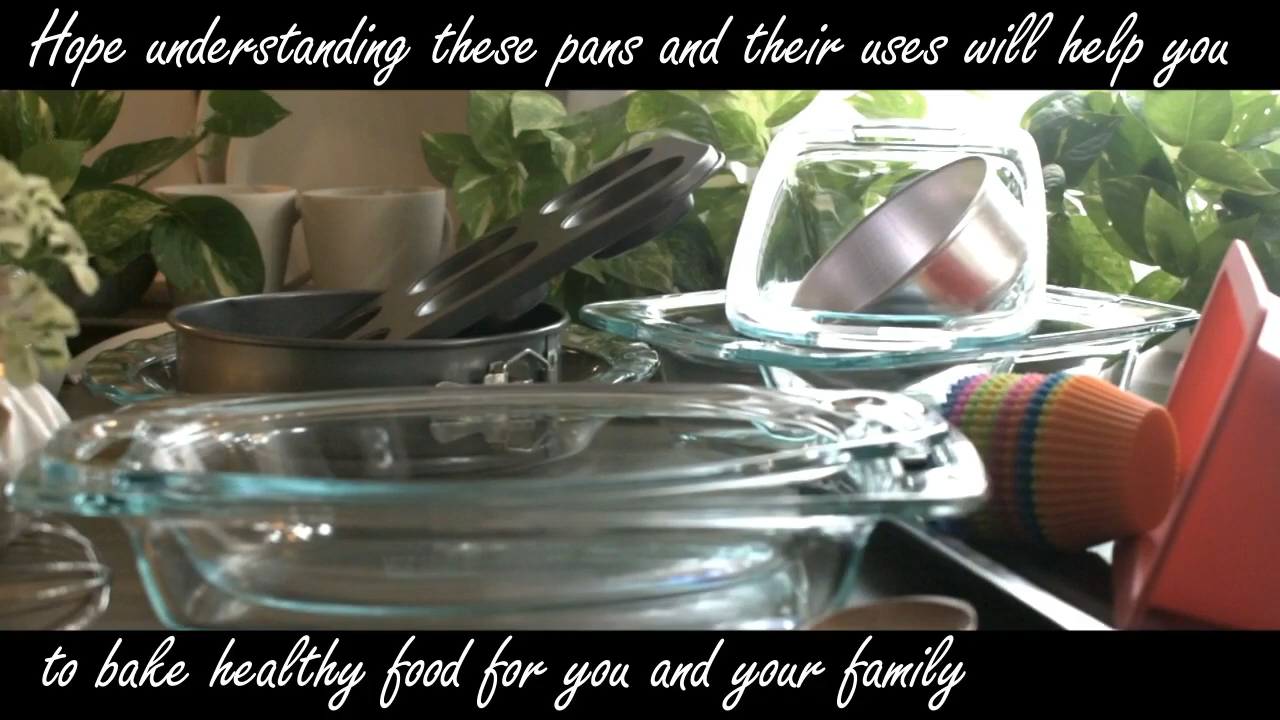 Hope understanding these pans and their uses will help you
to bake healthy food for you and your family